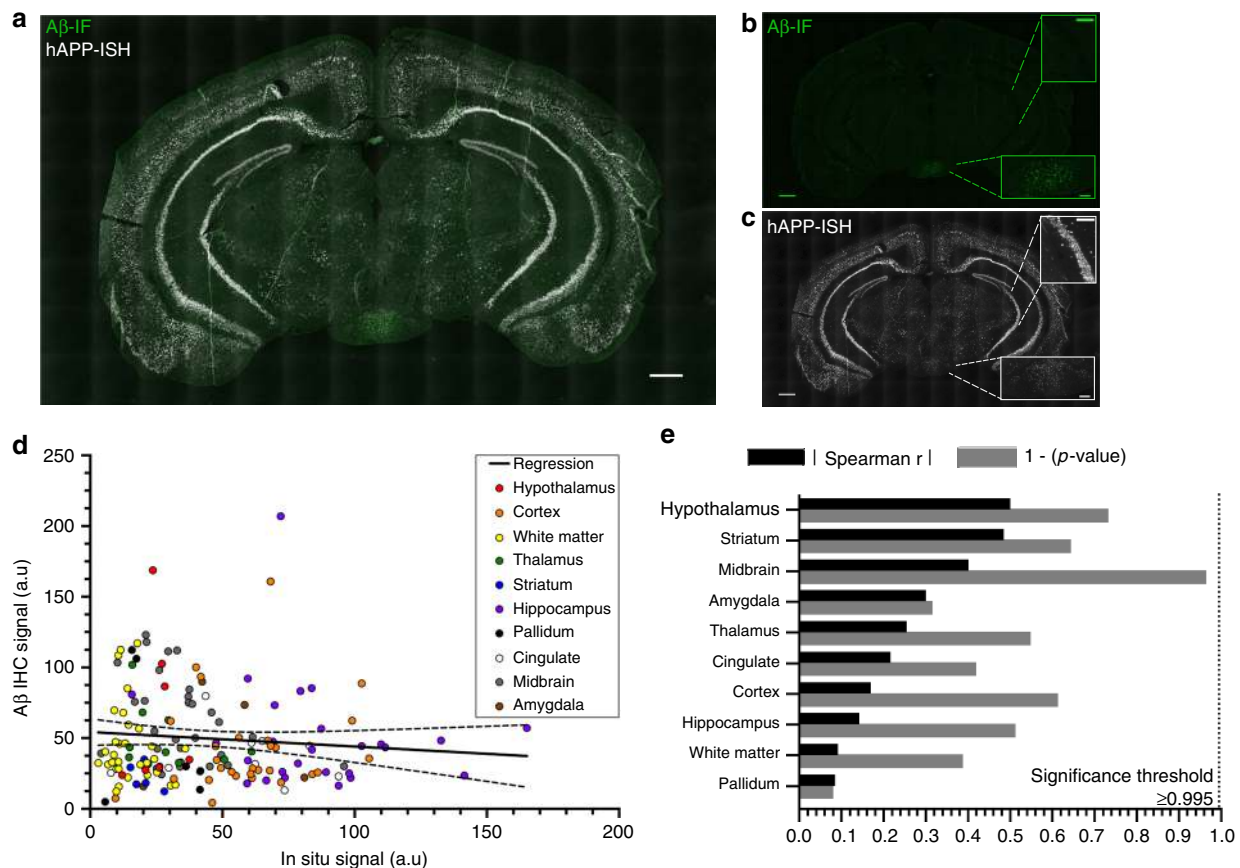 a
Aβ-IF
hAPP-ISH
b
Aβ-IF
c
hAPP-ISH
d
250
200
150
100
50
0
0
50
100
150
200
Aβ IHC signal (a.u)
In situ signal (a.u)
Regression
Hypothalamus
Cortex
White matter
Thalamus
Striatum
Hippocampus
Pallidum
Cingulate
Midbrain
Amygdala
e
| Spearman r |
1 - (p-value)
Hypothalamus
Striatum
Midbrain
Amygdala
Thalamus
Cingulate
Cortex
Hippocampus
White matter
Pallidum
Significance threshold
≥0.995
0.0 0.1 0.2 0.3 0.4 0.5 0.6 0.7 0.8 0.9 1.0